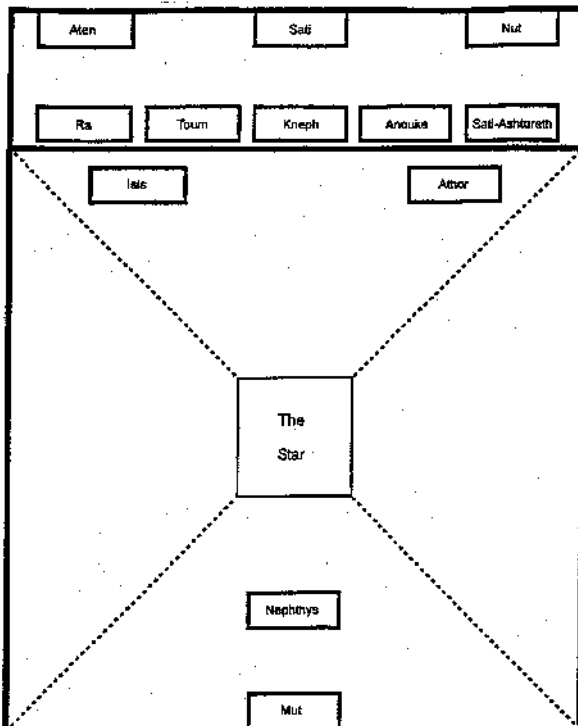 Aten Sati Nut
Ra Toum Kneph Anouke Sati-Ashtoreth
Isis Athor
The
Star
Nephthys
Mut